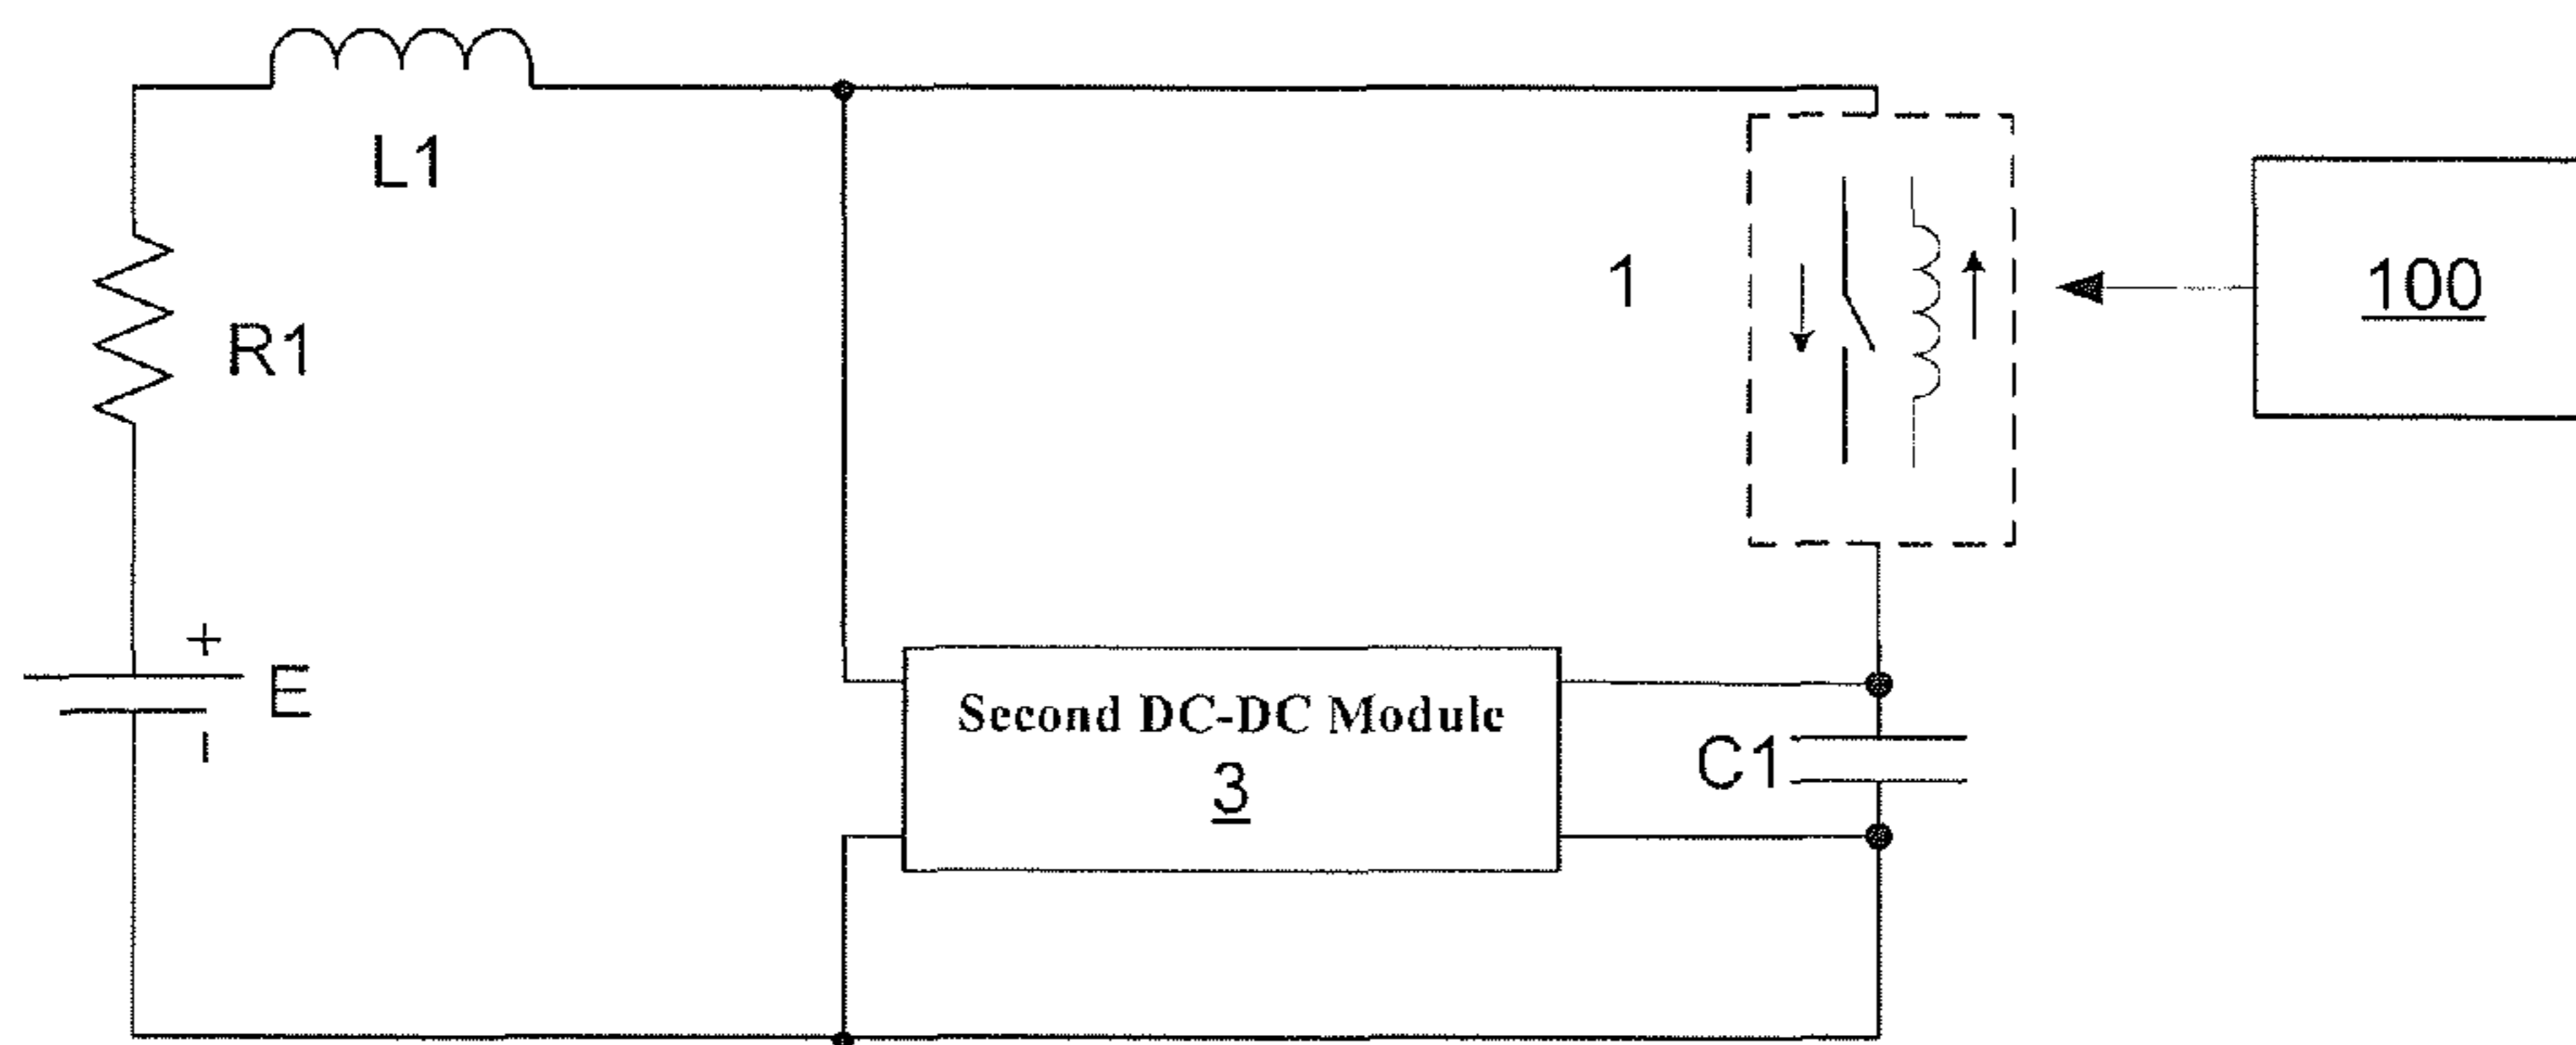 L1
1
100
R1
+
E
−
Second DC-DC Module
3
C1